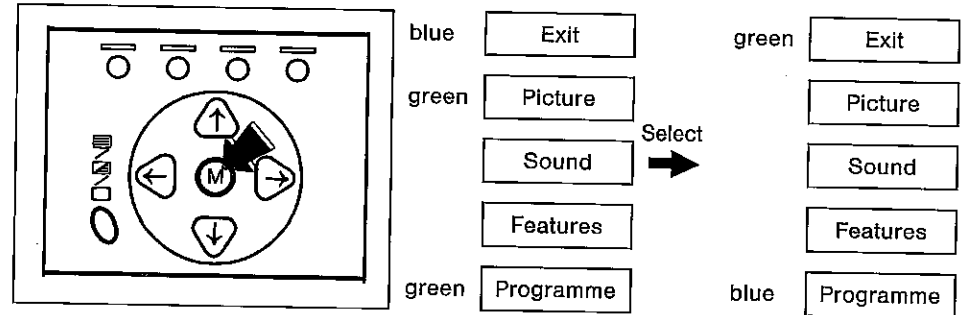 M
blue Exit
green Picture
Sound
Features
green Programme
Select
green Exit
Picture
Sound
Features
blue Programme